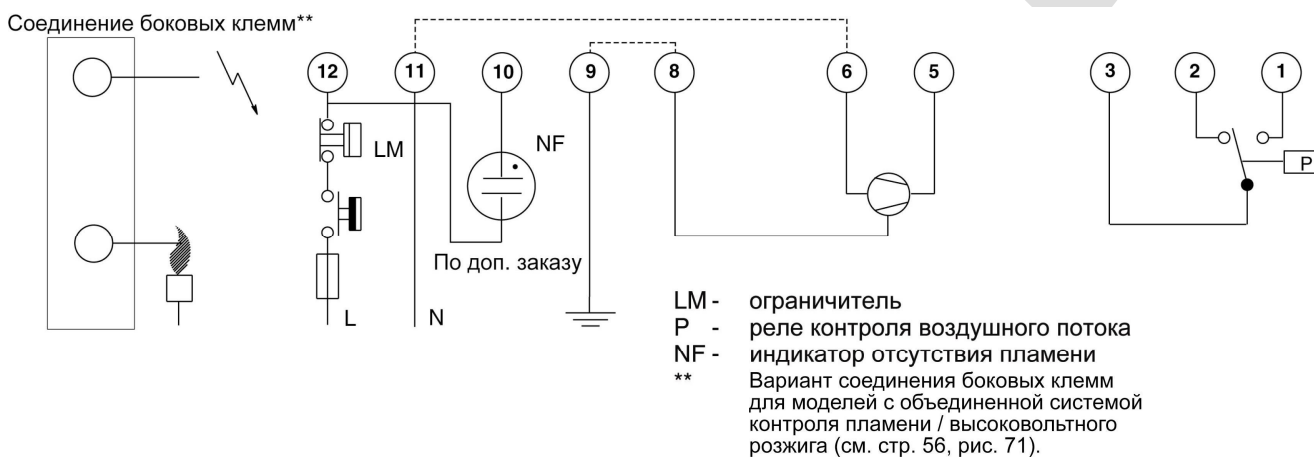 Соединение боковых клемм**
12 11 10 9 8 6 5 3 2 1
LM
NF
P
По доп. заказу
L N
LM - ограничитель
P - реле контроля воздушного потока
NF - индикатор отсутствия пламени
** Вариант соединения боковых клемм
для моделей с объединенной системой
контроля пламени / высоковольтного
розжига (см. стр. 56, рис. 71).